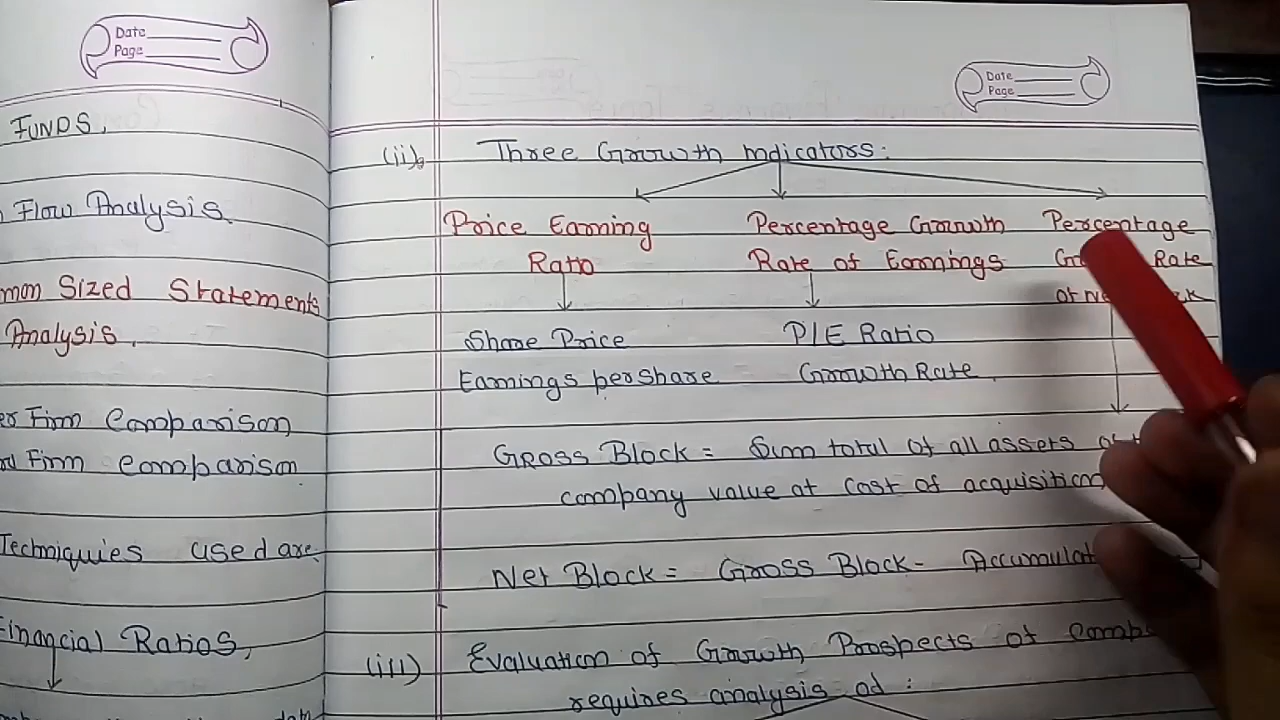 Date
Page
FUNDS.
Flow Analysis.
Sized Statements
Analysis.
Firm Comparison
Firm comparison
Techniquies used are
Financial Ratios,
Date
Page
(ii). Three Growth Indicators:
Price Earning Percentage Growth Percentage
Ratio Rate of Earnings Rate
of
Share Price P/E Ratio
Earnings per Share Growth Rate.
Gross Block = Sum total of all assets
company value at cost of acquisition
Net Block = Gross Block -
(iii) Evaluation of Growth Prospects of
requires analysis of :